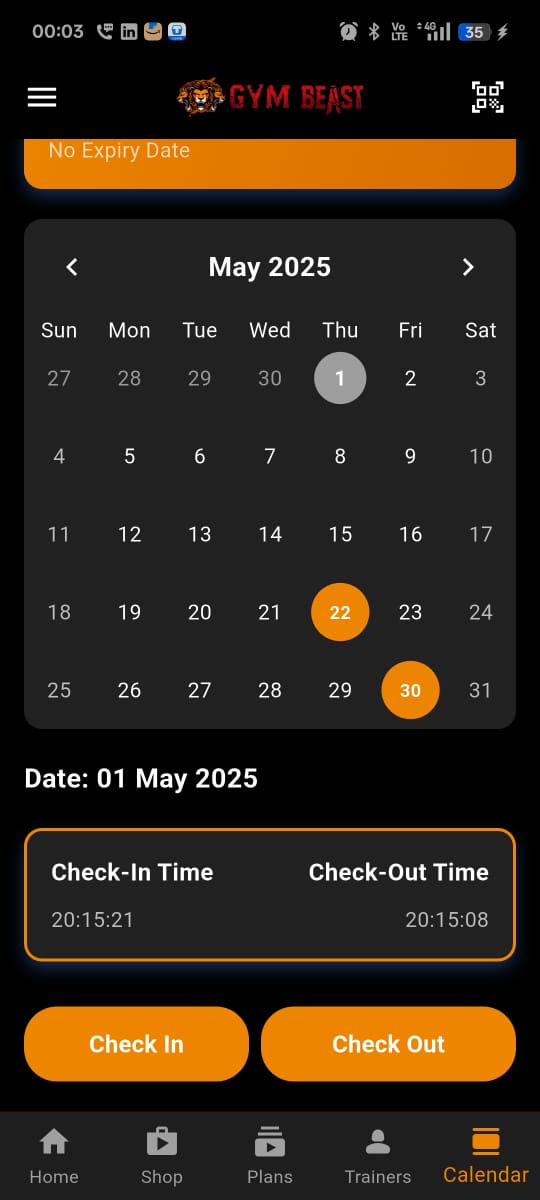 00:03 Vo LTE 4G 35
GYM BEAST
No Expiry Date
May 2025
Sun Mon Tue Wed Thu Fri Sat
27 28 29 30 1 2 3
4 5 6 7 8 9 10
11 12 13 14 15 16 17
18 19 20 21 22 23 24
25 26 27 28 29 30 31
Date: 01 May 2025
Check-In Time Check-Out Time
20:15:21 20:15:08
Check In Check Out
Home Shop Plans Trainers Calendar